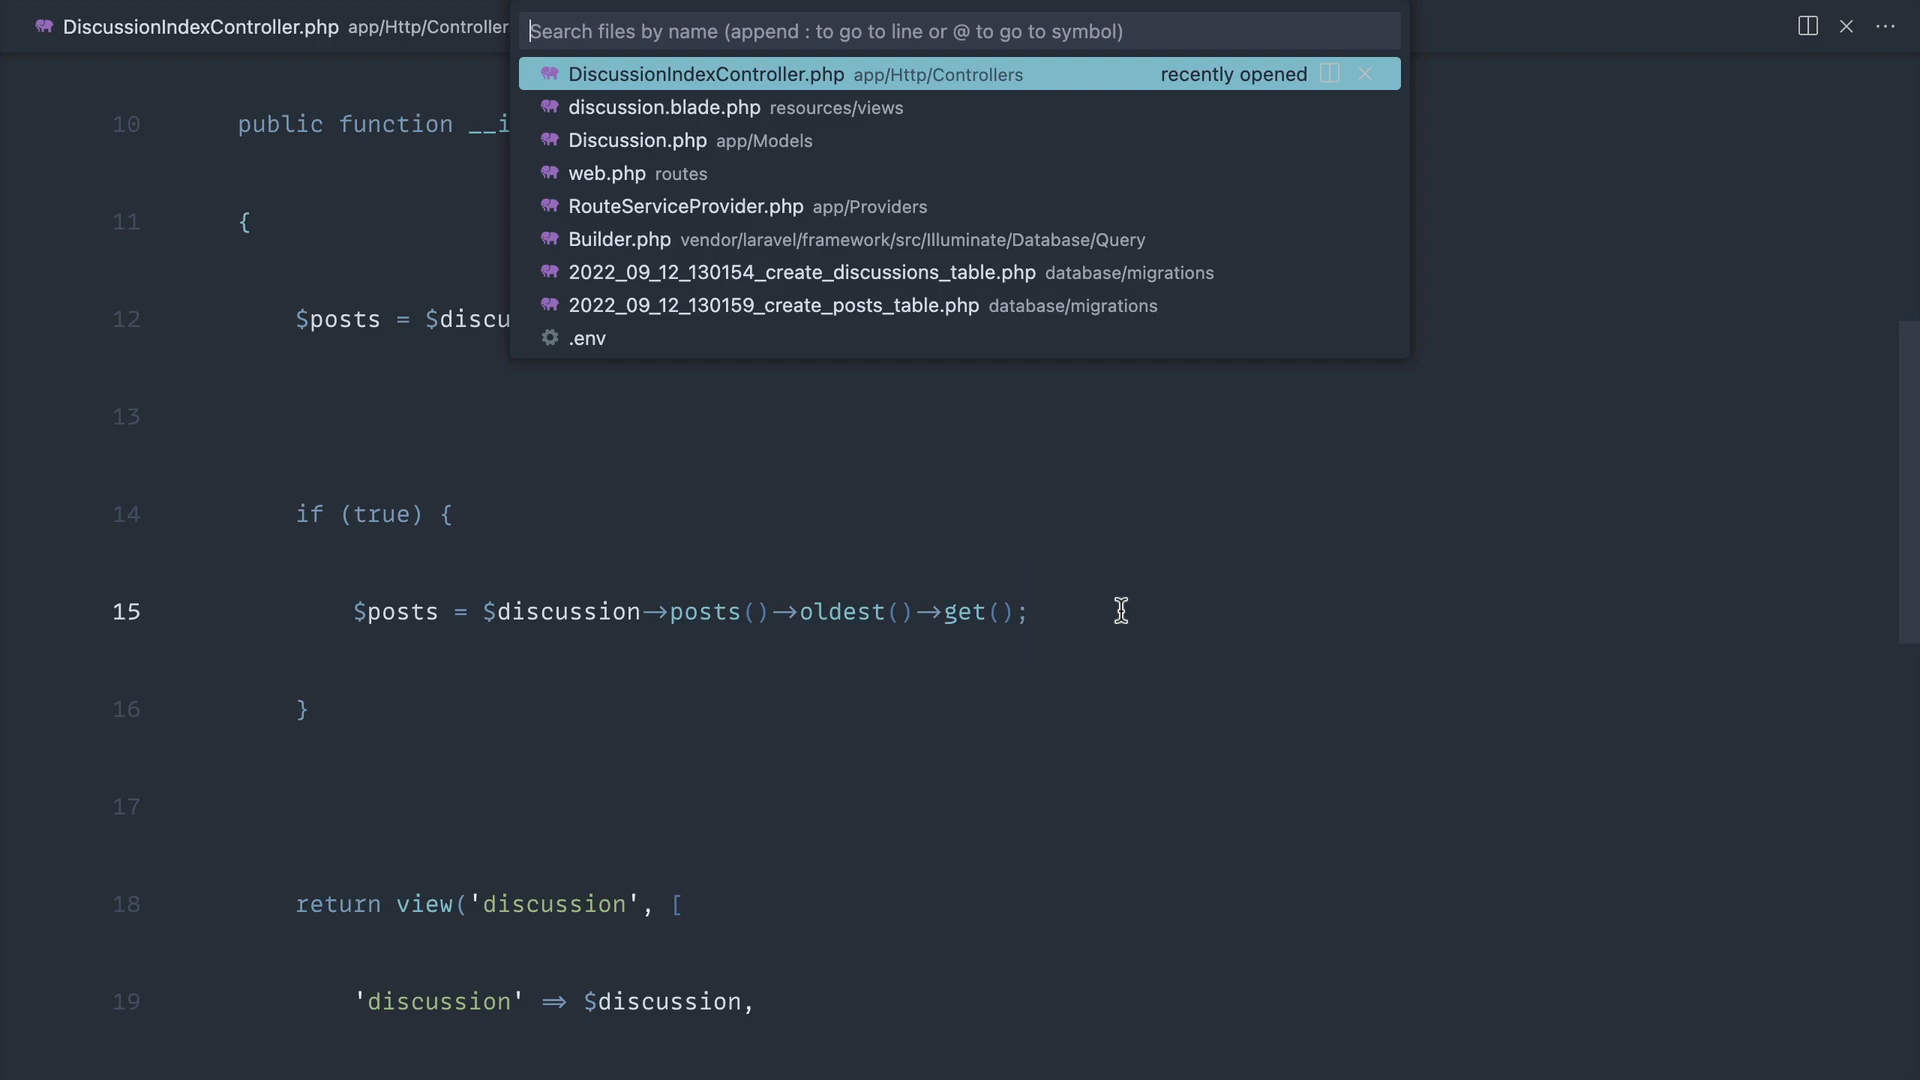 DiscussionIndexController.php app/Http/Controller
Search files by name (append : to go to line or @ to go to symbol)
DiscussionIndexController.php app/Http/Controllers recently opened
discussion.blade.php resources/views
Discussion.php app/Models
web.php routes
RouteServiceProvider.php app/Providers
Builder.php vendor/laravel/framework/src/Illuminate/Database/Query
2022_09_12_130154_create_discussions_table.php database/migrations
2022_09_12_130159_create_posts_table.php database/migrations
.env
10 public function __i
11 {
12 $posts = $discu
13
14 if (true) {
15 $posts = $discussion->posts()->oldest()->get();
16 }
17
18 return view('discussion', [
19 'discussion' => $discussion,